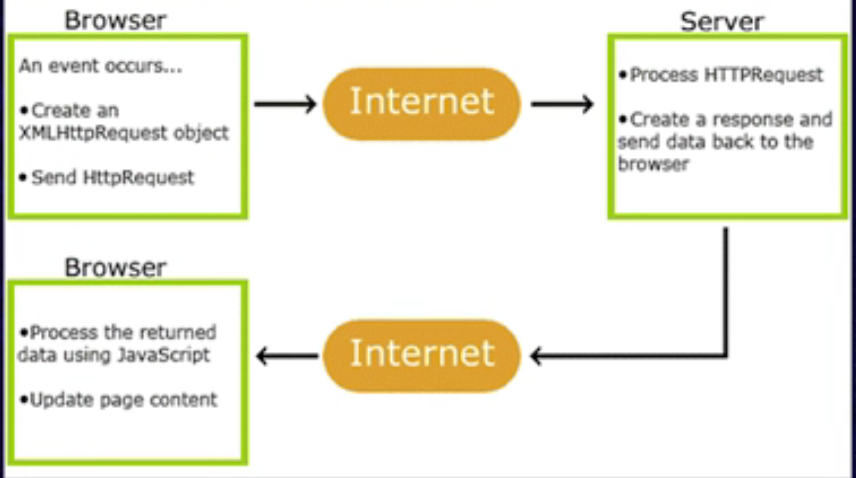 Browser
An event occurs...
•Create an
XMLHttpRequest object
• Send HttpRequest
Internet
Server
•Process HTTPRequest
•Create a response and
send data back to the
browser
Browser
•Process the returned
data using JavaScript
•Update page content
Internet